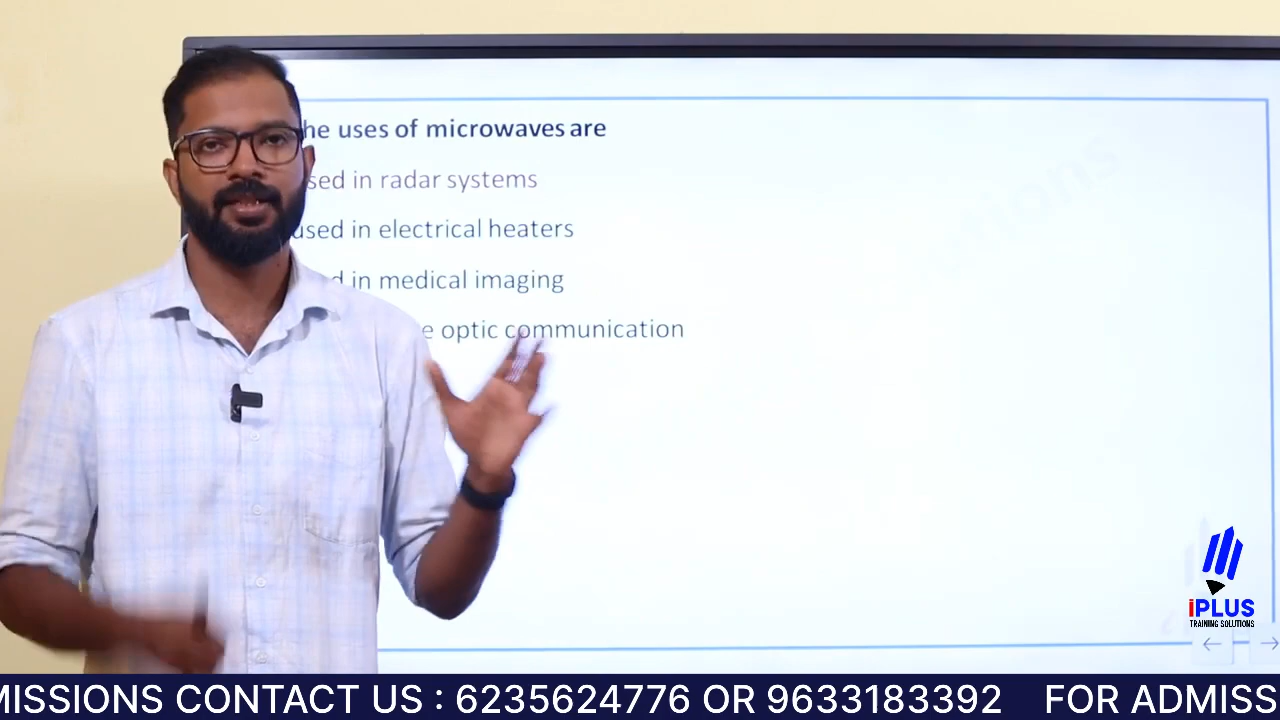 he uses of microwaves are
sed in radar systems
used in electrical heaters
d in medical imaging
e optic communication
iPLUS
TRAINING SOLUTIONS
MISSIONS CONTACT US : 6235624776 OR 9633183392 FOR ADMISS